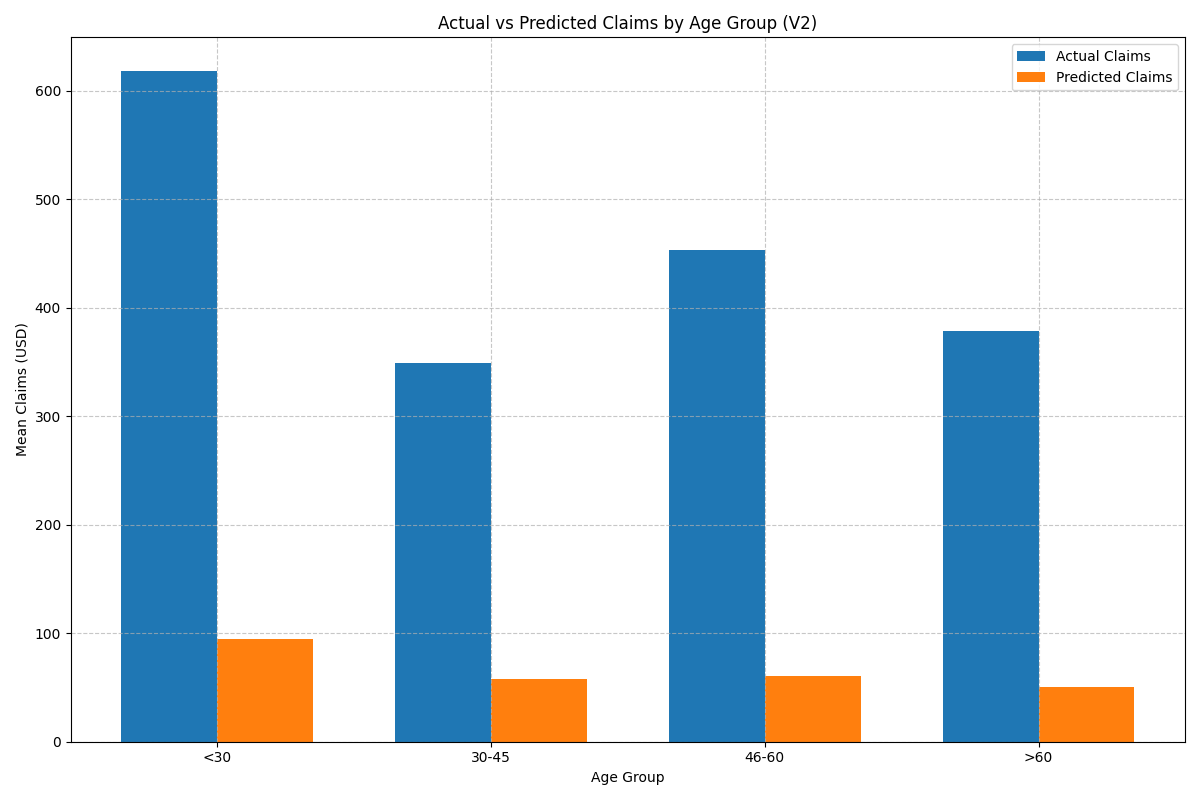 Actual vs Predicted Claims by Age Group (V2)
Actual Claims
Predicted Claims
Mean Claims (USD)
600
500
400
300
200
100
0
<30
30-45
46-60
>60
Age Group